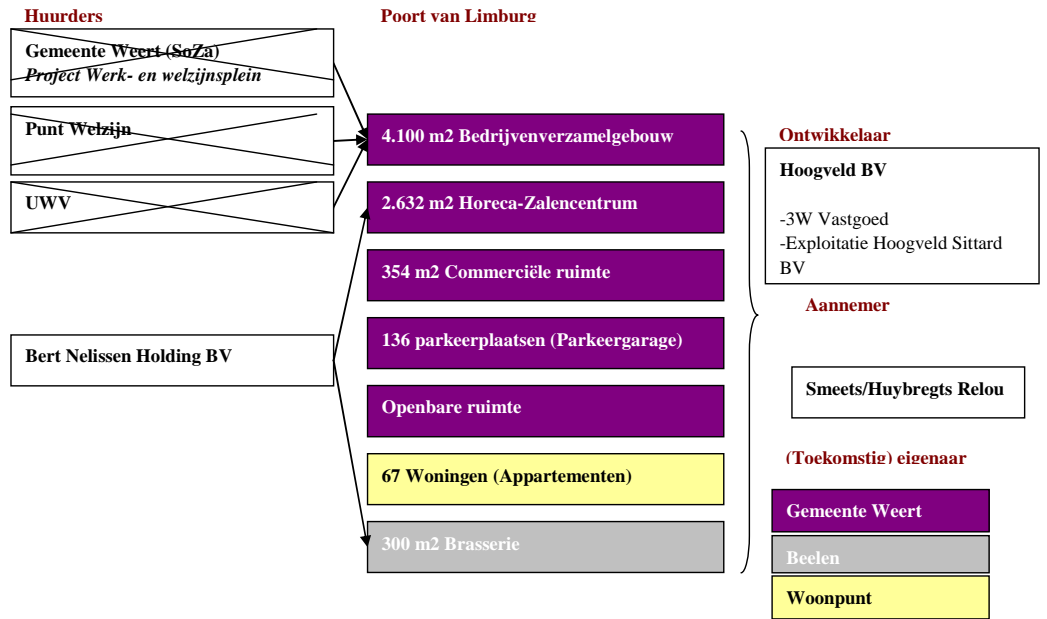 Huurders
Gemeente Weert (SoZa)
Project Werk- en welzijnsplein
Punt Welzijn
UWV
Bert Nelissen Holding BV
Poort van Limburg
4.100 m2 Bedrijvenverzamelgebouw
2.632 m2 Horeca-Zalencentrum
354 m2 Commerciële ruimte
136 parkeerplaatsen (Parkeergarage)
Openbare ruimte
67 Woningen (Appartementen)
300 m2 Brasserie
Ontwikkelaar
Hoogveld BV
-3W Vastgoed
-Exploitatie Hoogveld Sittard
BV
Aannemer
Smeets/Huybregts Relou
(Toekomstig) eigenaar
Gemeente Weert
Beelen
Woonpunt